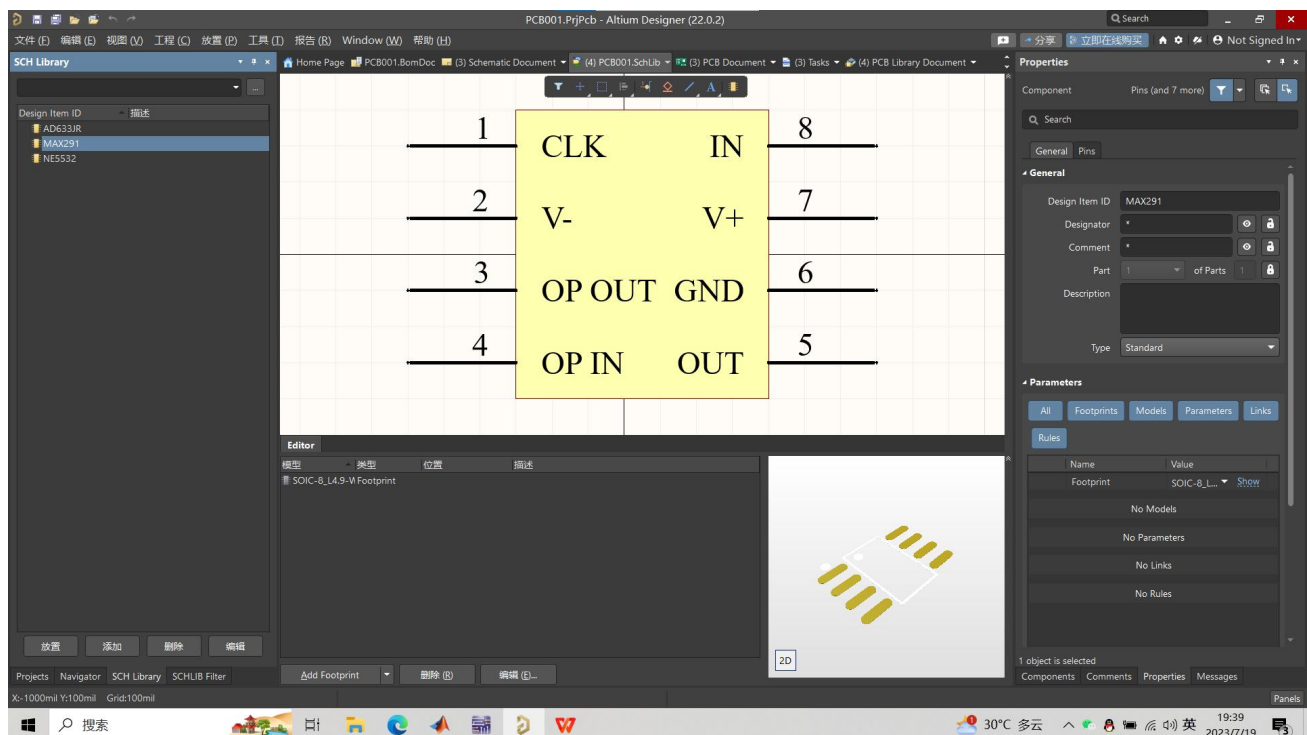 PCB001.PrjPcb - Altium Designer (22.0.2)
Search
文件 (F) 编辑 (E) 视图 (V) 工程 (C) 放置 (P) 工具 (T) 报告 (R) Window (W) 帮助 (H)
分享 立即在线购买 Not Signed In
SCH Library
Home Page PCB001.BomDoc (3) Schematic Document (4) PCB001.SchLib (3) PCB Document (3) Tasks (4) PCB Library Document
Properties
Component Pins (and 7 more)
Search
General Pins
General
Design Item ID MAX291
Designator *
Comment *
Part 1 of Parts 1
Description
Type Standard
Parameters
All Footprints Models Parameters Links
Rules
Name Value
Footprint SOIC-8_L... Show
No Models
No Parameters
No Links
No Rules
1 object is selected
Components Comments Properties Messages
Design Item ID 描述
AD633JR
MAX291
NE5532
放置 添加 删除 编辑
Projects Navigator SCH Library SCHLIB Filter
1 CLK IN 8
2 V- V+ 7
3 OP OUT GND 6
4 OP IN OUT 5
Editor
模型 类型 位置 描述
SOIC-8_L4.9-W Footprint
2D
Add Footprint 删除 (R) 编辑 (E)...
X:-1000mil Y:100mil Grid:100mil
Panels
搜索
30°C 多云 英 19:39
2023/7/19
3